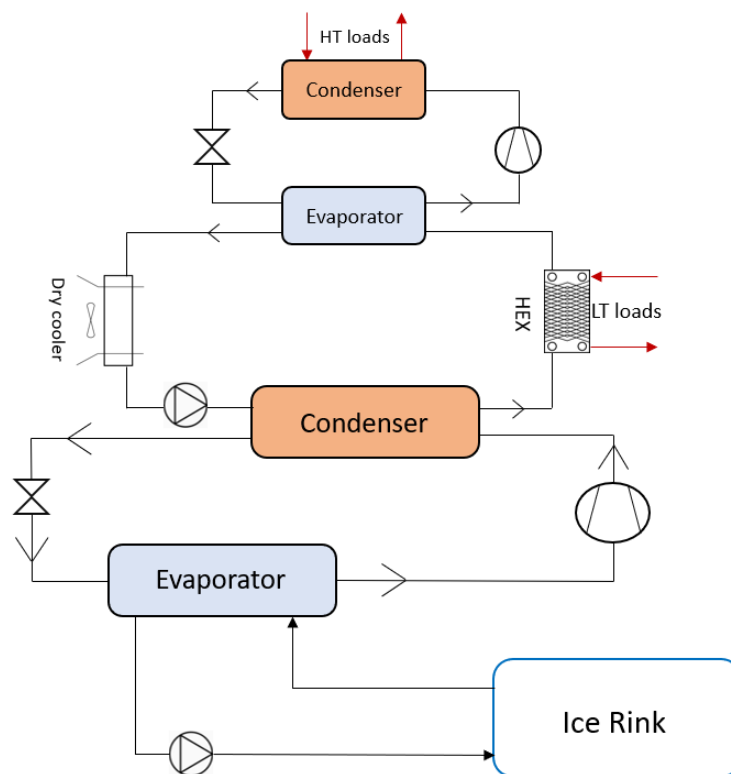 HT loads
Condenser
Evaporator
Dry cooler
HEX
LT loads
Condenser
Evaporator
Ice Rink